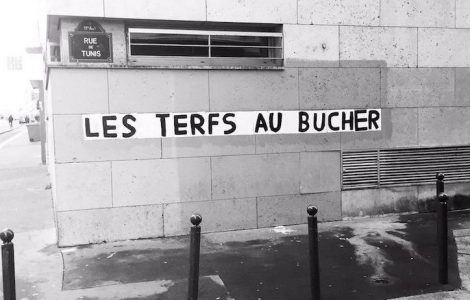 RUE
DE
TUNIS
LES TERFS AU BUCHER